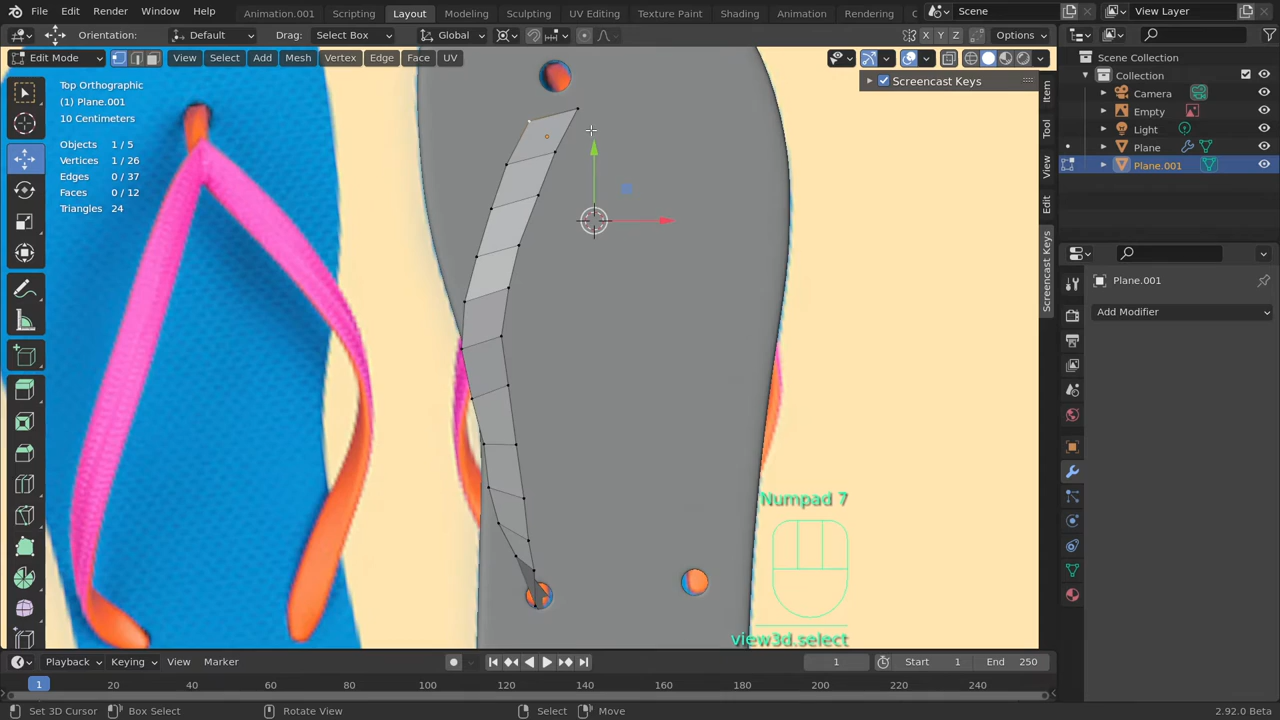 File Edit Render Window Help Animation.001 Scripting Layout Modeling Sculpting UV Editing Texture Paint Shading Animation Rendering Scene View Layer
Orientation: Default Drag: Select Box Global X Y Z Options
Edit Mode View Select Add Mesh Vertex Edge Face UV
Scene Collection
Collection
Camera
Empty
Light
Plane
Plane.001
Top Orthographic
(1) Plane.001
10 Centimeters
Objects 1 / 5
Vertices 1 / 26
Edges 0 / 37
Faces 0 / 12
Triangles 24
Screencast Keys
Item
Tool
View
Edit
Screencast Keys
Plane.001
Add Modifier
Numpad 7
view3d.select
Playback Keying View Marker 1 Start 1 End 250
1 20 40 60 80 100 120 140 160 180 200 220 240
Set 3D Cursor Box Select Rotate View Select Move 2.92.0 Beta